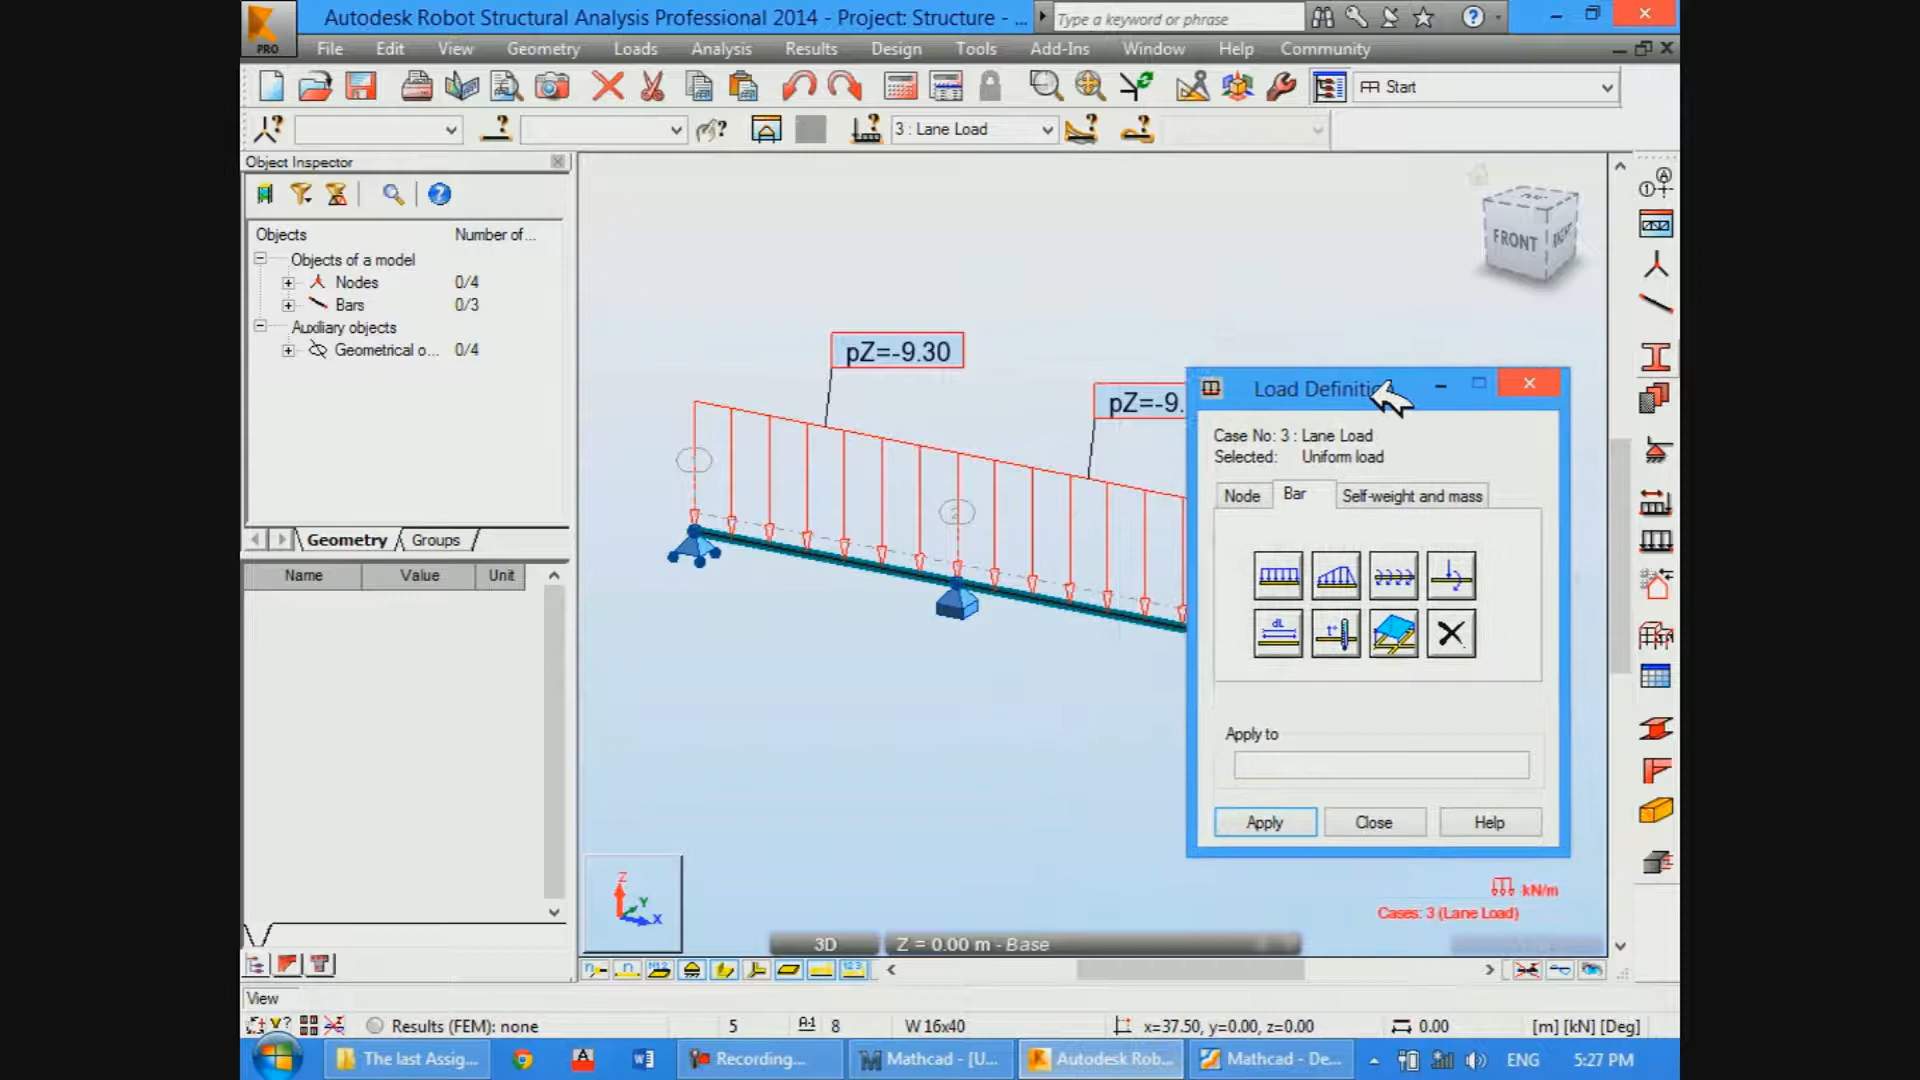 Autodesk Robot Structural Analysis Professional 2014 - Project: Structure - ...
Type a keyword or phrase
PRO
File Edit View Geometry Loads Analysis Results Design Tools Add-Ins Window Help Community
Start
3 : Lane Load
Object Inspector
Objects Number of...
Objects of a model
Nodes 0/4
Bars 0/3
Auxiliary objects
Geometrical o... 0/4
Geometry Groups
Name Value Unit
FRONT
RIGHT
pZ=-9.30
pZ=-9.
1
2
Load Definition
Case No: 3 : Lane Load
Selected: Uniform load
Node Bar Self-weight and mass
dL
t°
Apply to
Apply Close Help
Z
Y
X
kN/m
Cases: 3 (Lane Load)
3D Z = 0.00 m - Base
View
Results (FEM): none 5 8 W 16x40 x=37.50, y=0.00, z=0.00 0.00 [m] [kN] [Deg]
The last Assig... Recording... Mathcad - [U... Autodesk Rob... Mathcad - De... ENG 5:27 PM